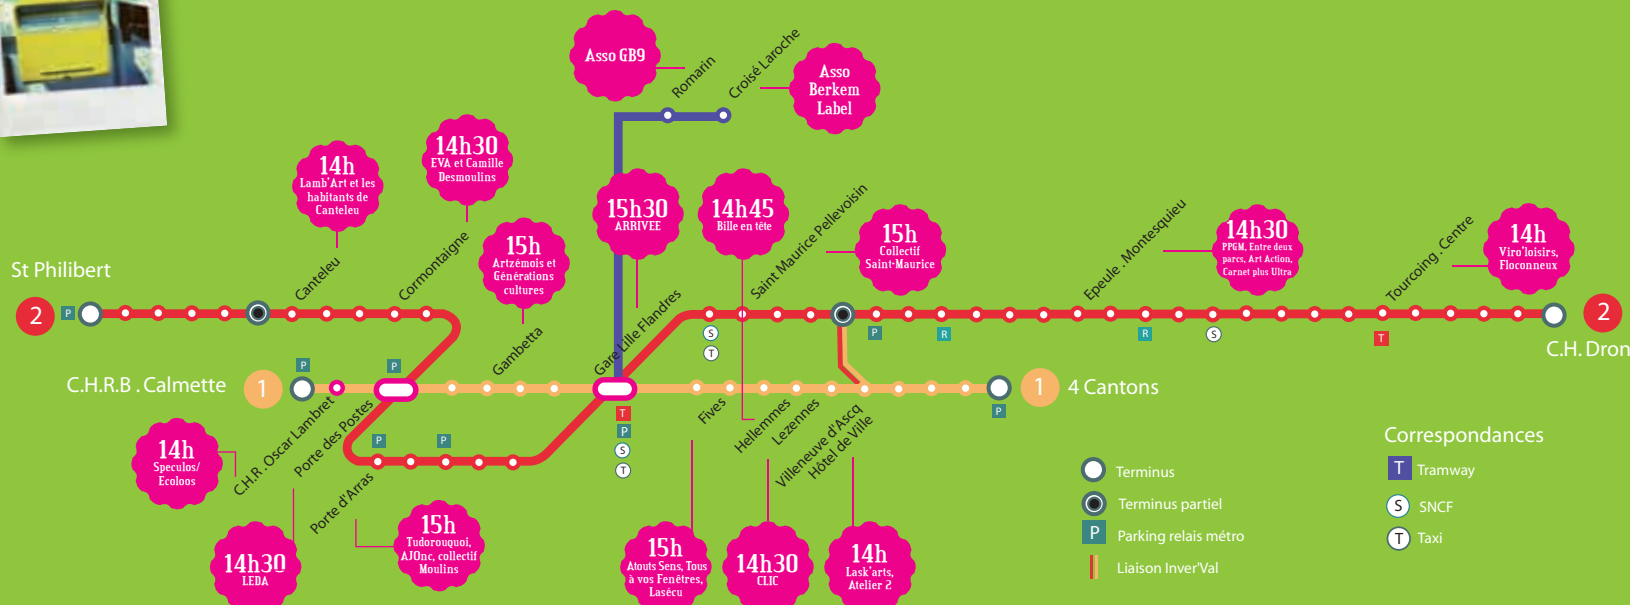 Asso GB9
Romarin
Croisé Laroche
Asso
Berkem
Label
14h
Lamb'Art et les
habitants de
Canteleu
14h30
EVA et Camille
Desmoulins
15h
Artzémois et
Générations
cultures
15h30
ARRIVEE
14h45
Bille en tête
15h
Collectif
Saint-Maurice
14h30
PPGM, Entre deux
parcs, Art Action,
Carnet plus Ultra
14h
Viro'loisirs,
Floconneux
St Philibert
Canteleu
Cormontaigne
Gambetta
Gare Lille Flandres
Saint Maurice Pellevoisin
Epeule . Montesquieu
Tourcoing . Centre
2
P
S
T
P
R
R
S
T
2
C.H. Dron
C.H.R.B . Calmette
1
P
P
1
4 Cantons
P
C.H.R . Oscar Lambret
Porte des Postes
Porte d'Arras
P
P
T
P
S
T
Fives
Hellemmes
Lezennes
Villeneuve d'Ascq
Hôtel de Ville
14h
Speculos/
Ecoloos
14h30
LEDA
15h
Tudorouquoi,
AJOnc, collectif
Moulins
15h
Atouts Sens, Tous
à vos Fenêtres,
Lasécu
14h30
CLIC
14h
Lask'arts,
Atelier 2
Terminus
Terminus partiel
P Parking relais métro
Liaison Inver'Val
Correspondances
T Tramway
S SNCF
T Taxi